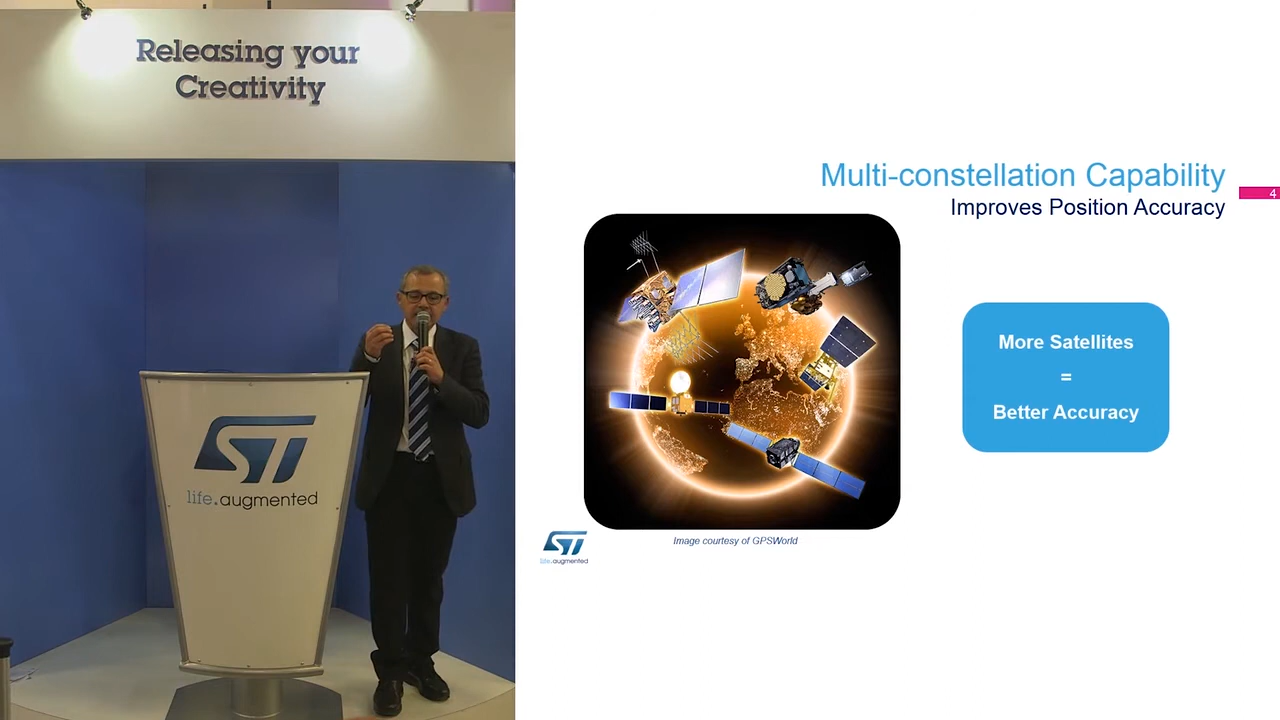 Releasing your
Creativity
ST
life.augmented
Multi-constellation Capability
Improves Position Accuracy
4
More Satellites
=
Better Accuracy
Image courtesy of GPSWorld
ST
life.augmented